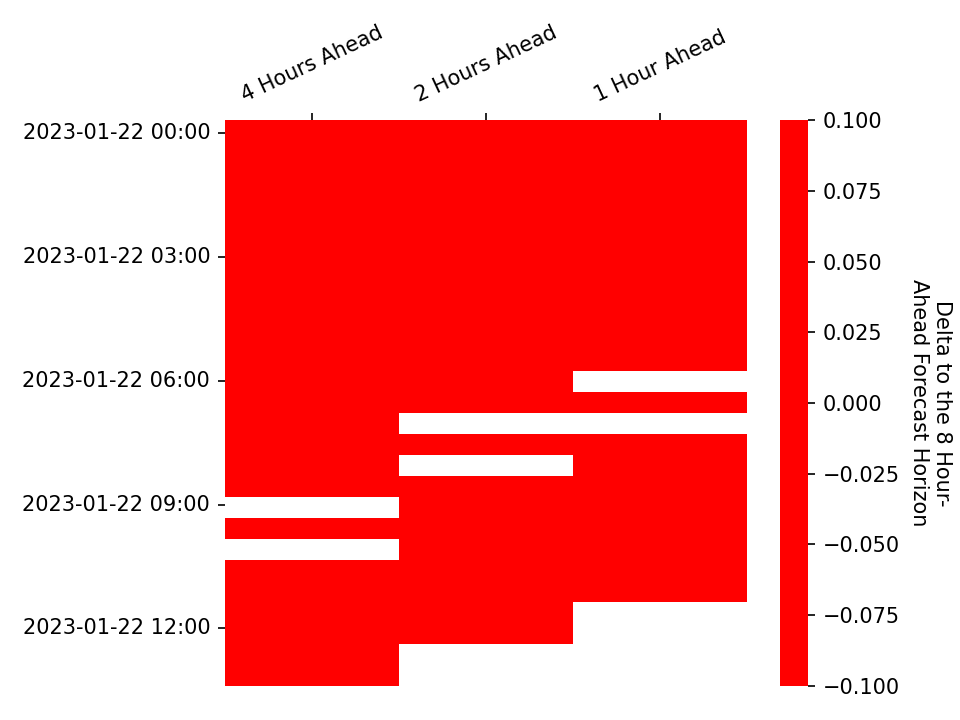 4 Hours Ahead
2 Hours Ahead
1 Hour Ahead
2023-01-22 00:00
2023-01-22 03:00
2023-01-22 06:00
2023-01-22 09:00
2023-01-22 12:00
0.100
0.075
0.050
0.025
0.000
−0.025
−0.050
−0.075
−0.100
Delta to the 8 Hour-
Ahead Forecast Horizon